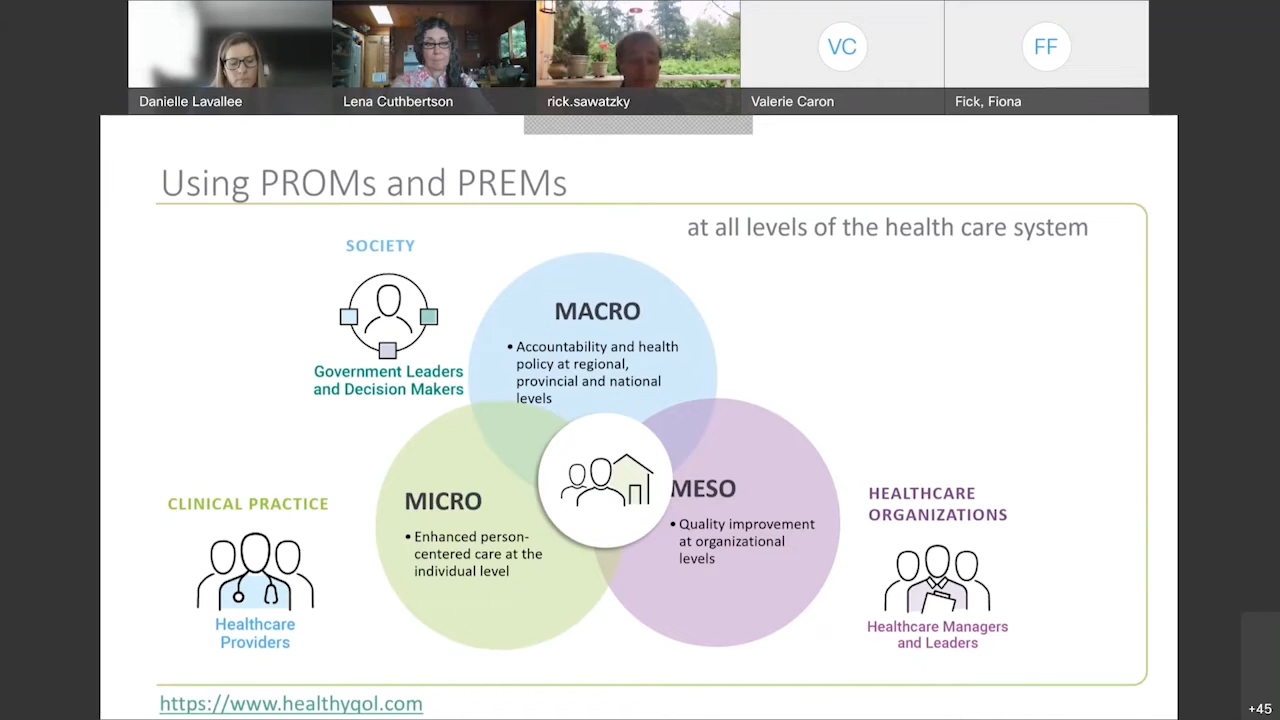 VC
FF
Danielle Lavallee
Lena Cuthbertson
rick.sawatzky
Valerie Caron
Fick, Fiona
Using PROMs and PREMs
at all levels of the health care system
SOCIETY
Government Leaders
and Decision Makers
MACRO
• Accountability and health
policy at regional,
provincial and national
levels
CLINICAL PRACTICE
Healthcare
Providers
MICRO
• Enhanced person-
centered care at the
individual level
MESO
• Quality improvement
at organizational
levels
HEALTHCARE
ORGANIZATIONS
Healthcare Managers
and Leaders
https://www.healthyqol.com
+45